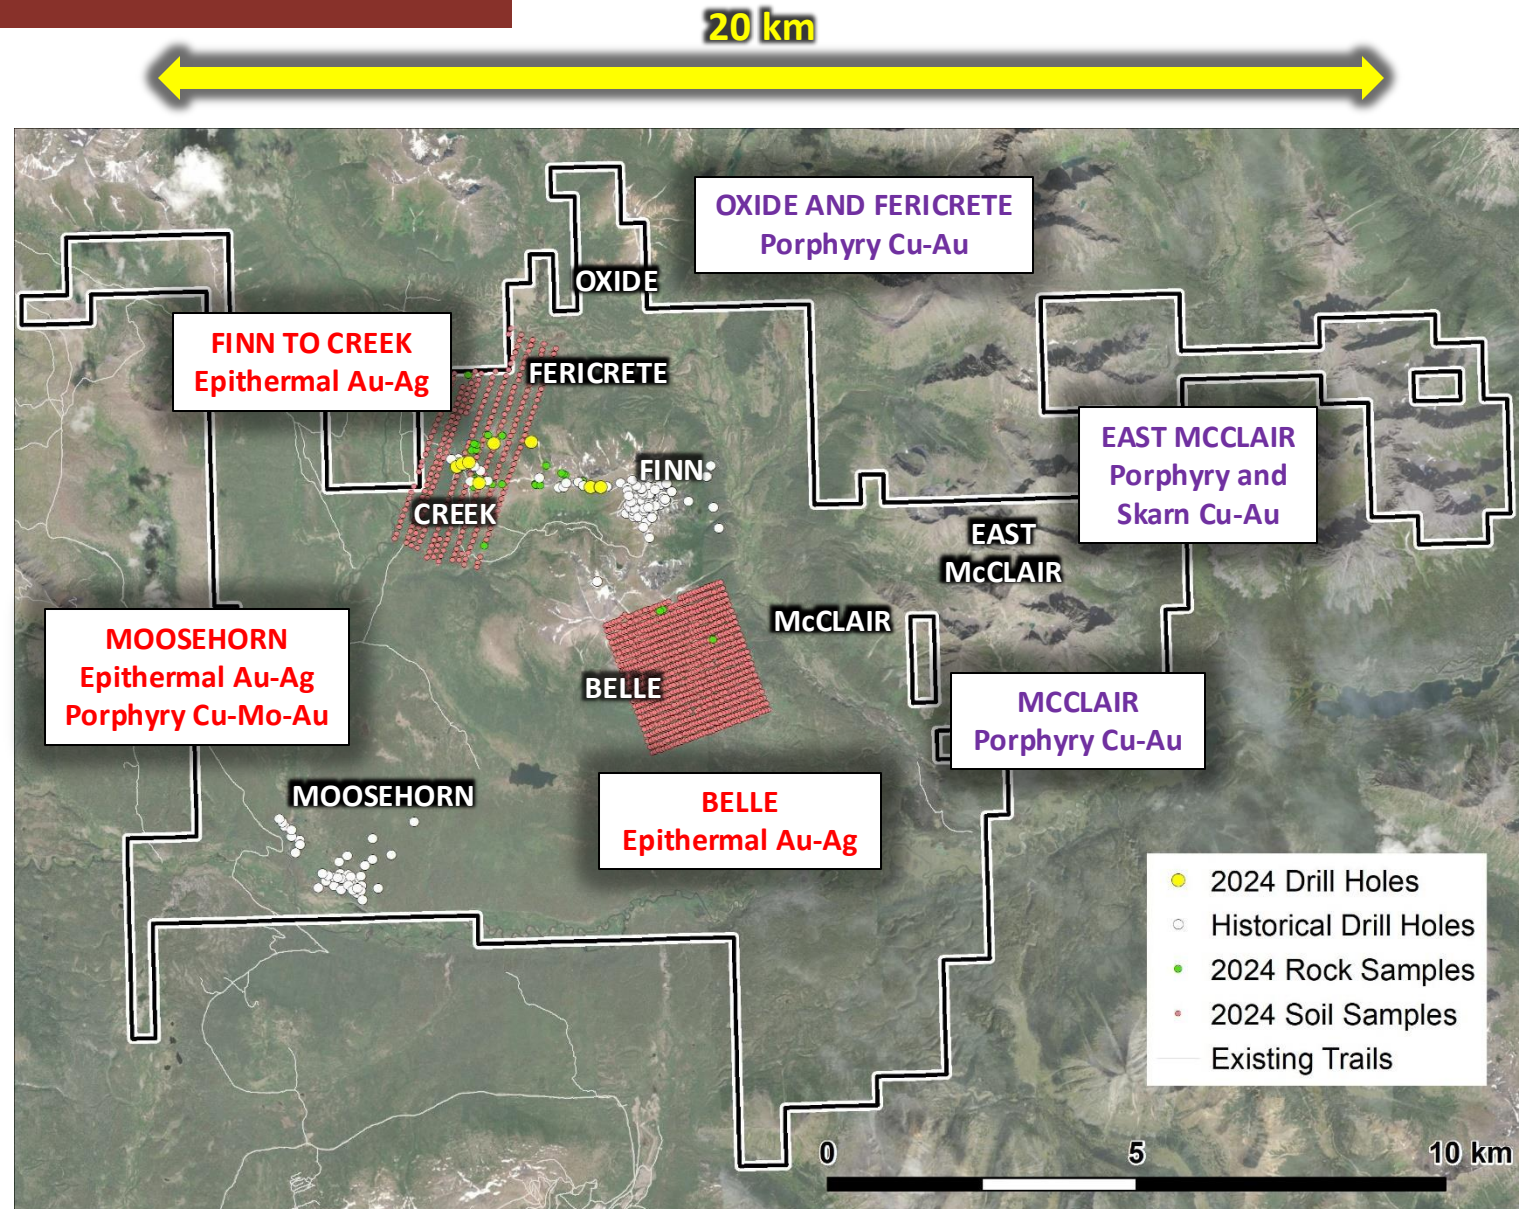 20 km
OXIDE AND FERICRETE
Porphyry Cu-Au
OXIDE
FINN TO CREEK
Epithermal Au-Ag
FERICRETE
EAST MCCLAIR
Porphyry and
Skarn Cu-Au
FINN
CREEK
EAST
McCLAIR
McCLAIR
MOOSEHORN
Epithermal Au-Ag
Porphyry Cu-Mo-Au
BELLE
MCCLAIR
Porphyry Cu-Au
MOOSEHORN
BELLE
Epithermal Au-Ag
2024 Drill Holes
Historical Drill Holes
2024 Rock Samples
2024 Soil Samples
Existing Trails
0 5 10 km